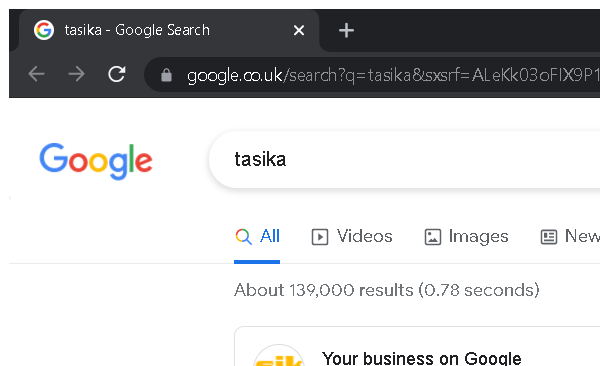 tasika - Google Search
google.co.uk/search?q=tasika&sxsrf=ALeKk03oFIX9P1
Google
tasika
All Videos Images New
About 139,000 results (0.78 seconds)
sik
Your business on Google